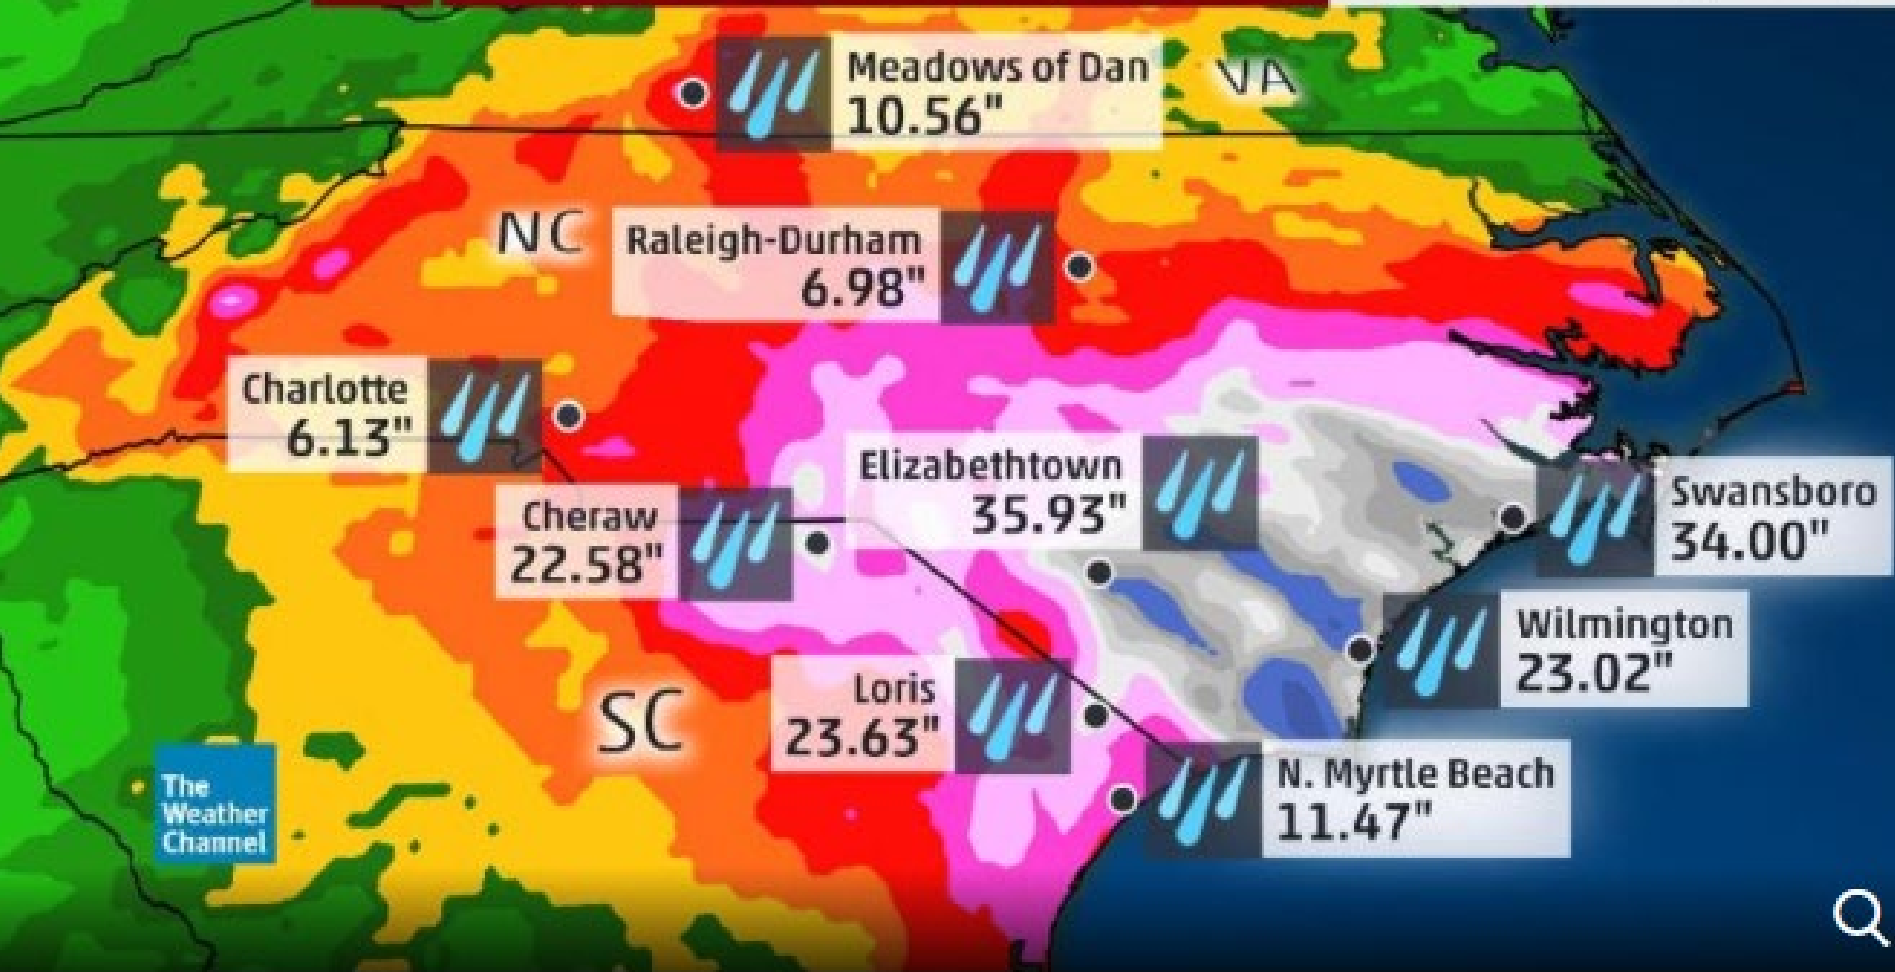 Meadows of Dan
10.56"
VA
NC
Raleigh-Durham
6.98"
Charlotte
6.13"
Elizabethtown
35.93"
Swansboro
34.00"
Cheraw
22.58"
Wilmington
23.02"
Loris
23.63"
SC
N. Myrtle Beach
11.47"
The
Weather
Channel